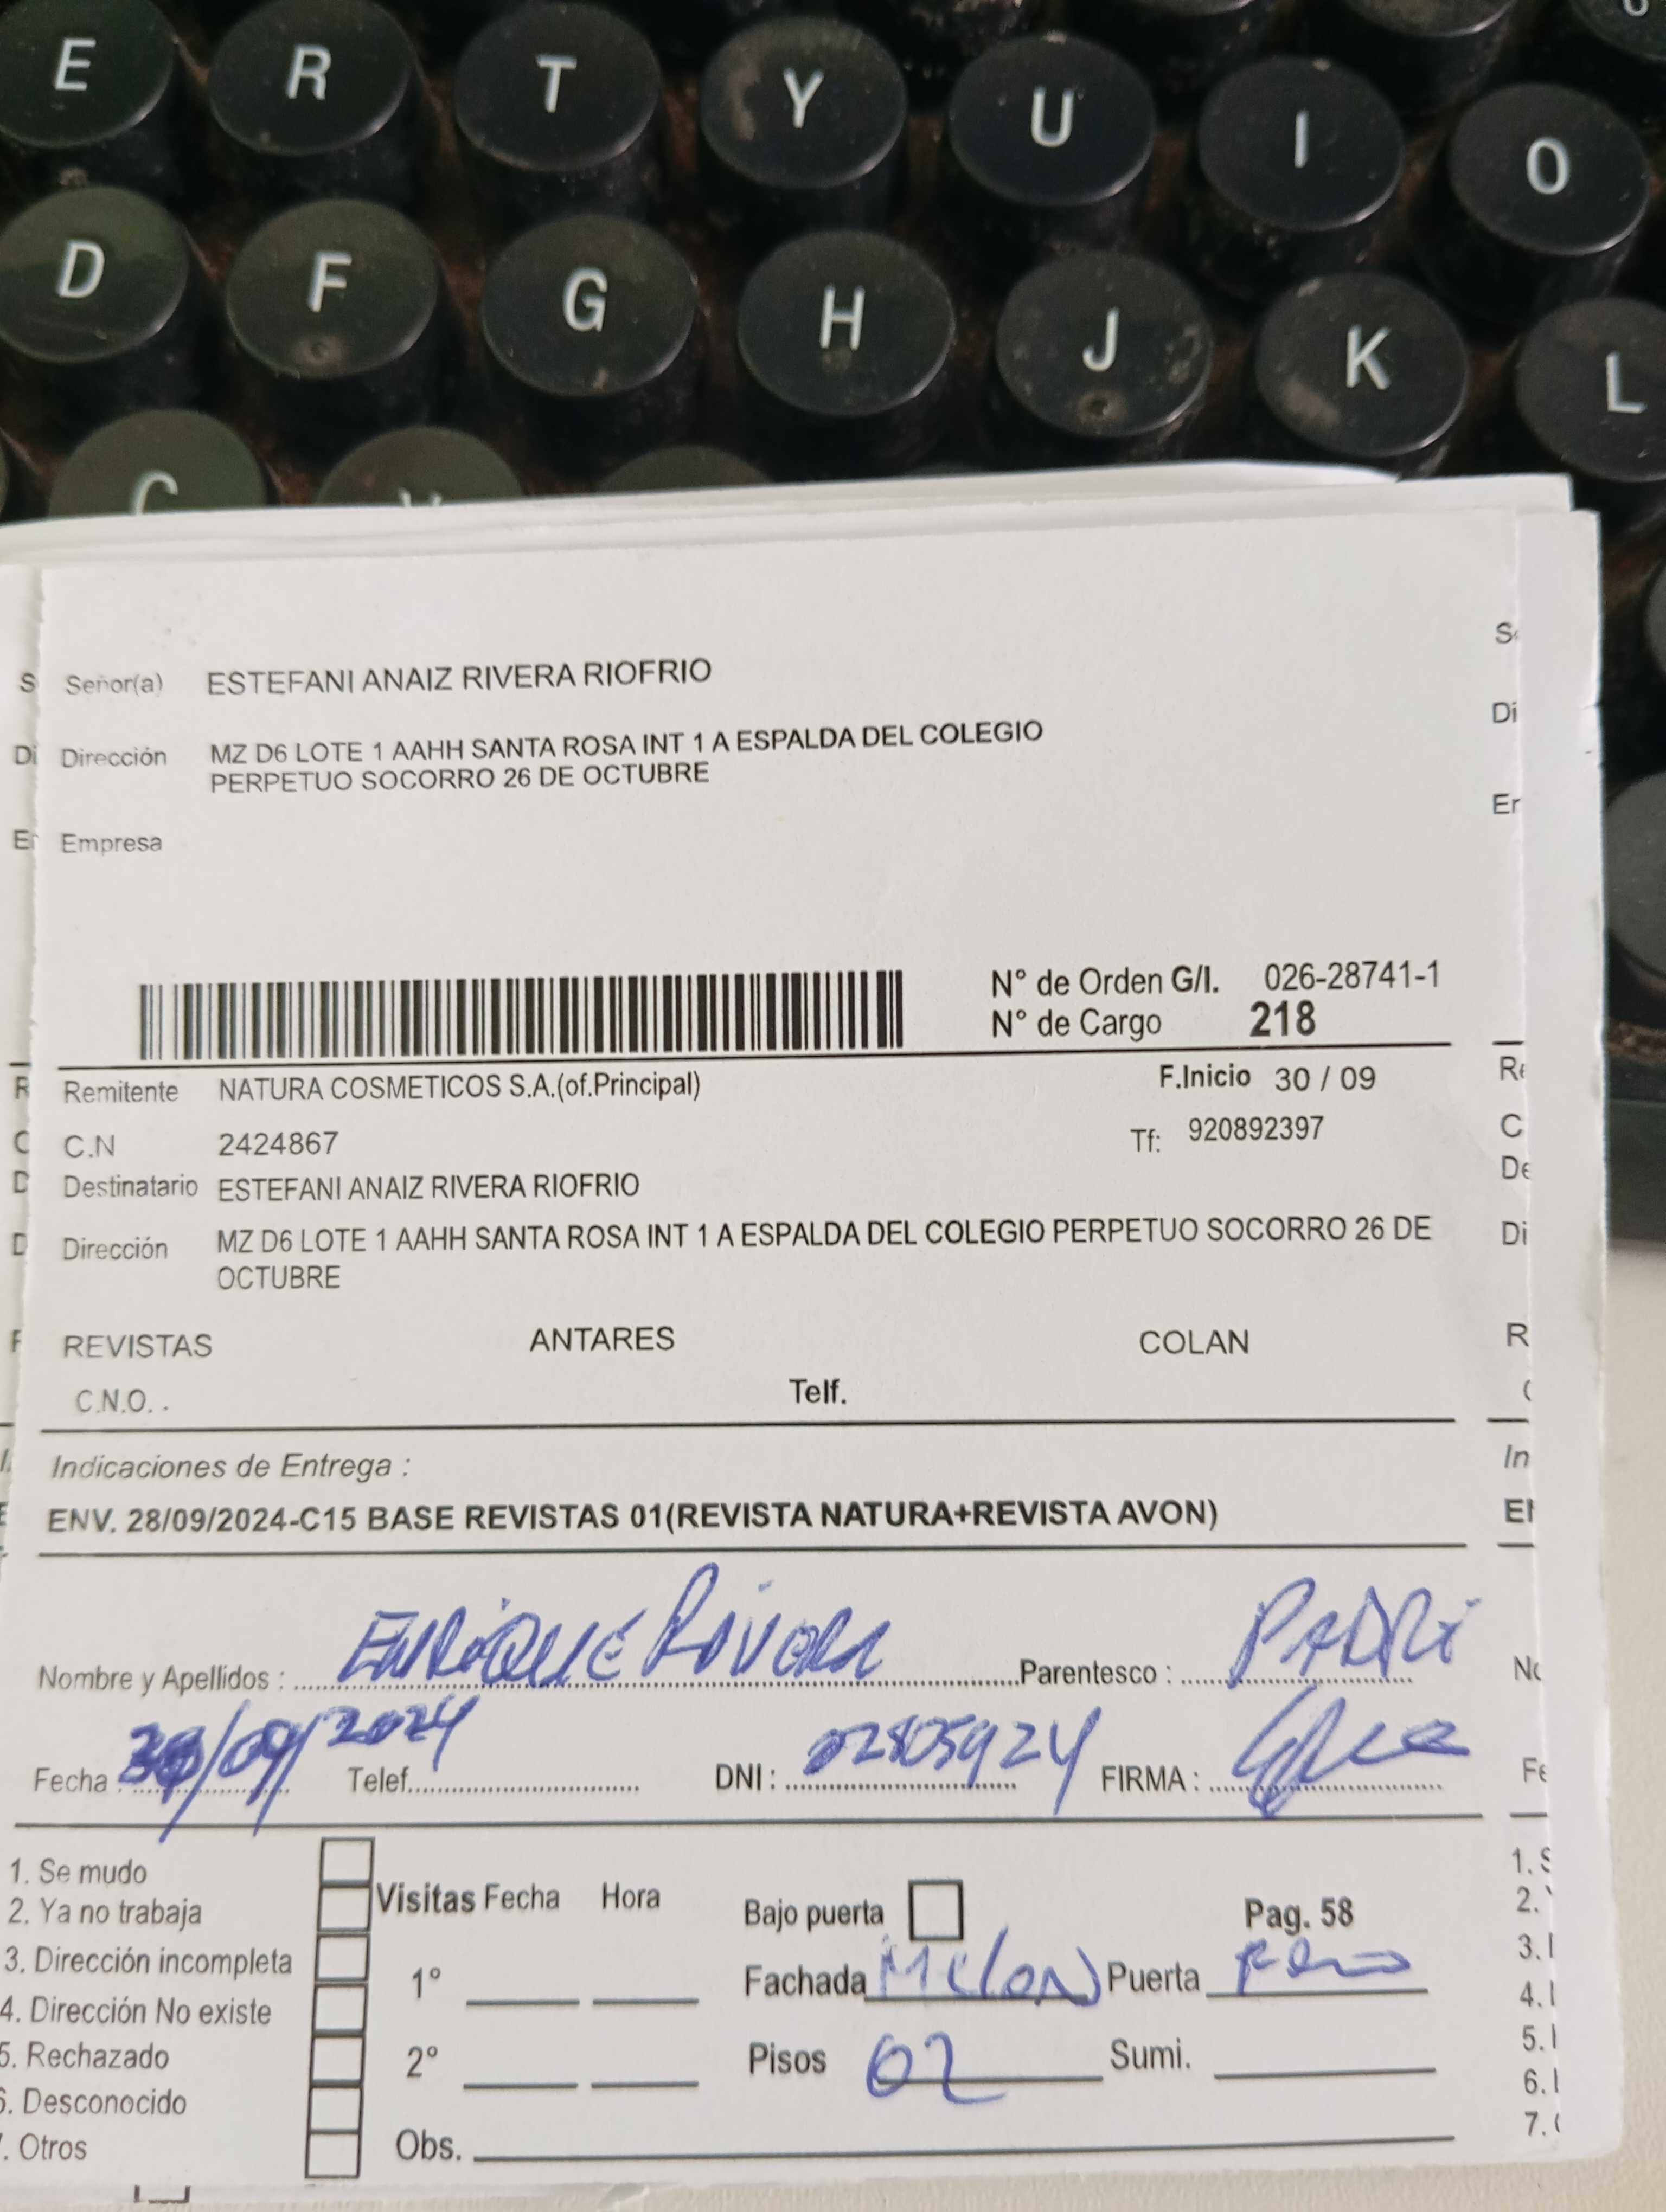 E R T Y U I O
D F G H J K L
C V
Señor(a) ESTEFANI ANAIZ RIVERA RIOFRIO
Dirección MZ D6 LOTE 1 AAHH SANTA ROSA INT 1 A ESPALDA DEL COLEGIO
PERPETUO SOCORRO 26 DE OCTUBRE
Empresa
N° de Orden G/I. 026-28741-1
N° de Cargo 218
Remitente NATURA COSMETICOS S.A.(of.Principal) F.Inicio 30 / 09
C.N 2424867 Tf: 920892397
Destinatario ESTEFANI ANAIZ RIVERA RIOFRIO
Dirección MZ D6 LOTE 1 AAHH SANTA ROSA INT 1 A ESPALDA DEL COLEGIO PERPETUO SOCORRO 26 DE
OCTUBRE
REVISTAS ANTARES COLAN
C.N.O. . Telf.
Indicaciones de Entrega :
ENV. 28/09/2024-C15 BASE REVISTAS 01(REVISTA NATURA+REVISTA AVON)
Nombre y Apellidos : ENRIQUE RIVERA Parentesco : PADRE
Fecha : 30/09/2024 Telef. DNI : 02805924 FIRMA :
1. Se mudo
2. Ya no trabaja
3. Dirección incompleta
4. Dirección No existe
5. Rechazado
6. Desconocido
7. Otros
Visitas Fecha Hora
1°
2°
Obs.
Bajo puerta Pag. 58
Fachada MELON Puerta
Pisos 02 Sumi.